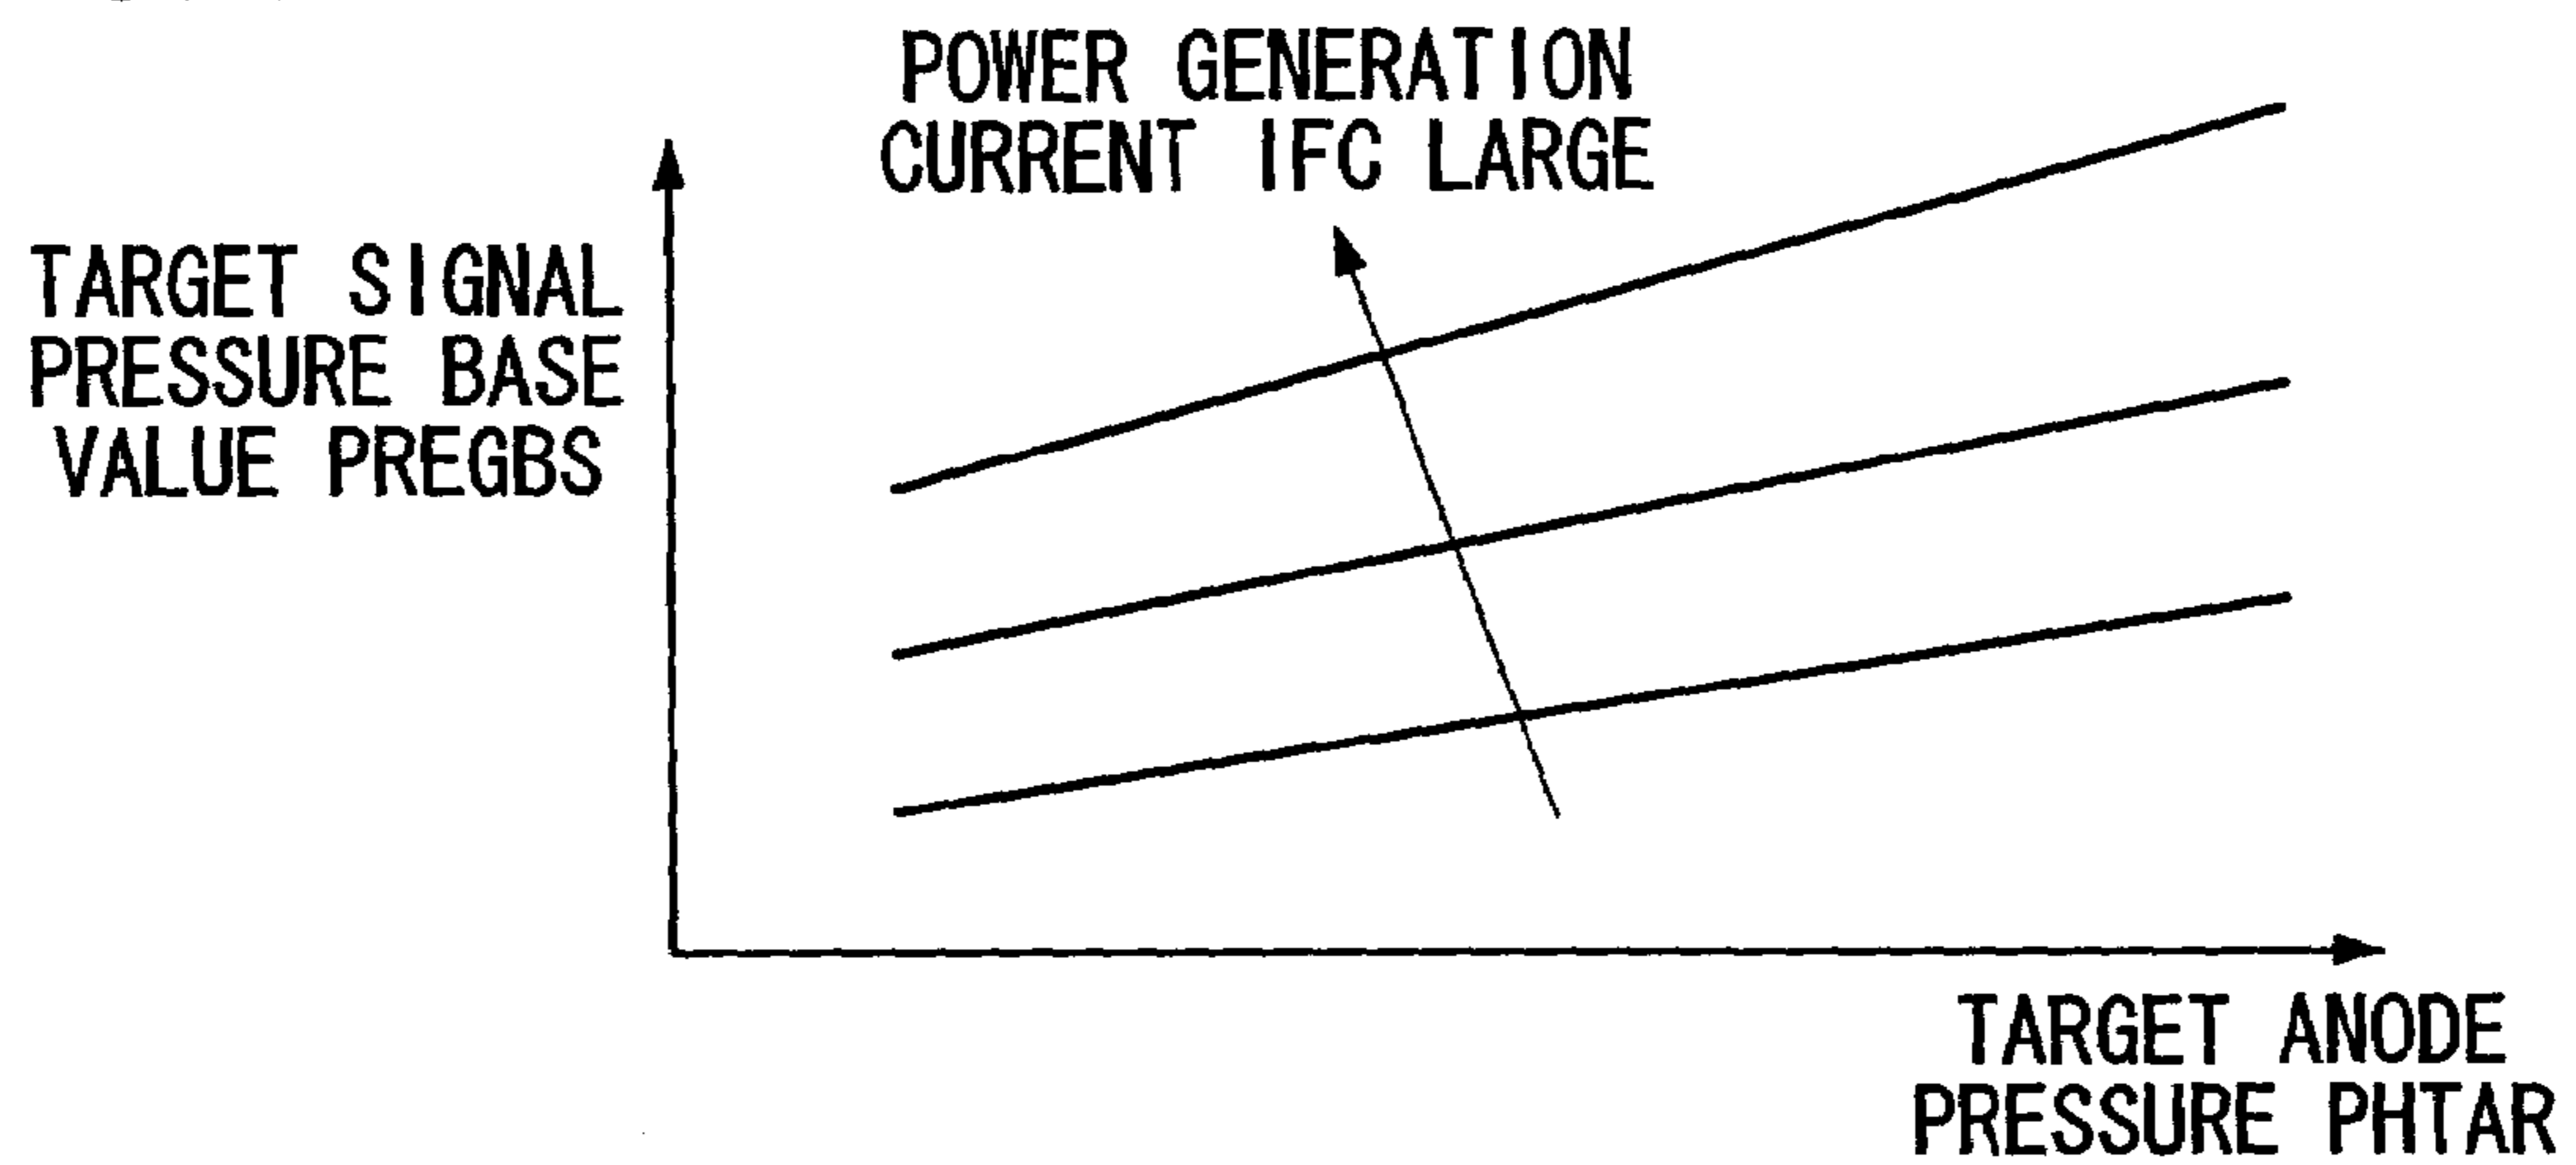 POWER GENERATION
CURRENT IFC LARGE
TARGET SIGNAL
PRESSURE BASE
VALUE PREGBS
TARGET ANODE
PRESSURE PHTAR